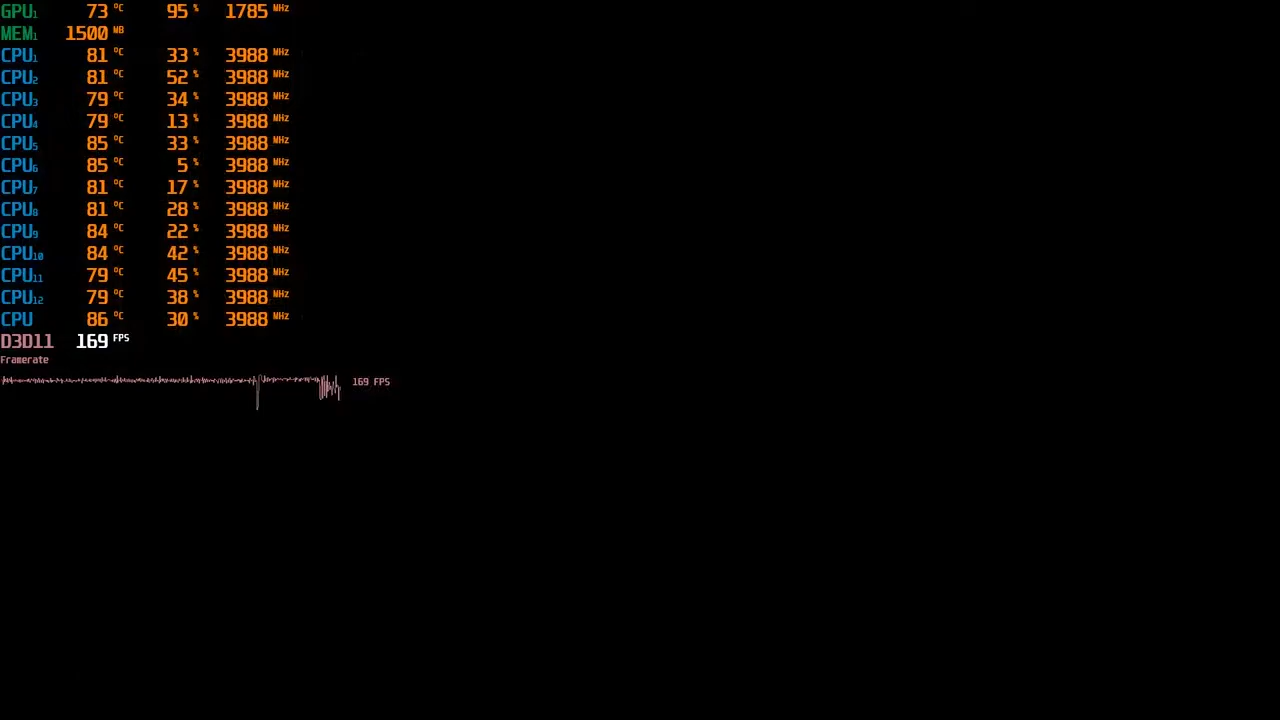 GPU1 73 °C 95 % 1785 MHz
MEM1 1500 MB
CPU1 81 °C 33 % 3988 MHz
CPU2 81 °C 52 % 3988 MHz
CPU3 79 °C 34 % 3988 MHz
CPU4 79 °C 13 % 3988 MHz
CPU5 85 °C 33 % 3988 MHz
CPU6 85 °C 5 % 3988 MHz
CPU7 81 °C 17 % 3988 MHz
CPU8 81 °C 28 % 3988 MHz
CPU9 84 °C 22 % 3988 MHz
CPU10 84 °C 42 % 3988 MHz
CPU11 79 °C 45 % 3988 MHz
CPU12 79 °C 38 % 3988 MHz
CPU 86 °C 30 % 3988 MHz
D3D11 169 FPS
Framerate
169 FPS